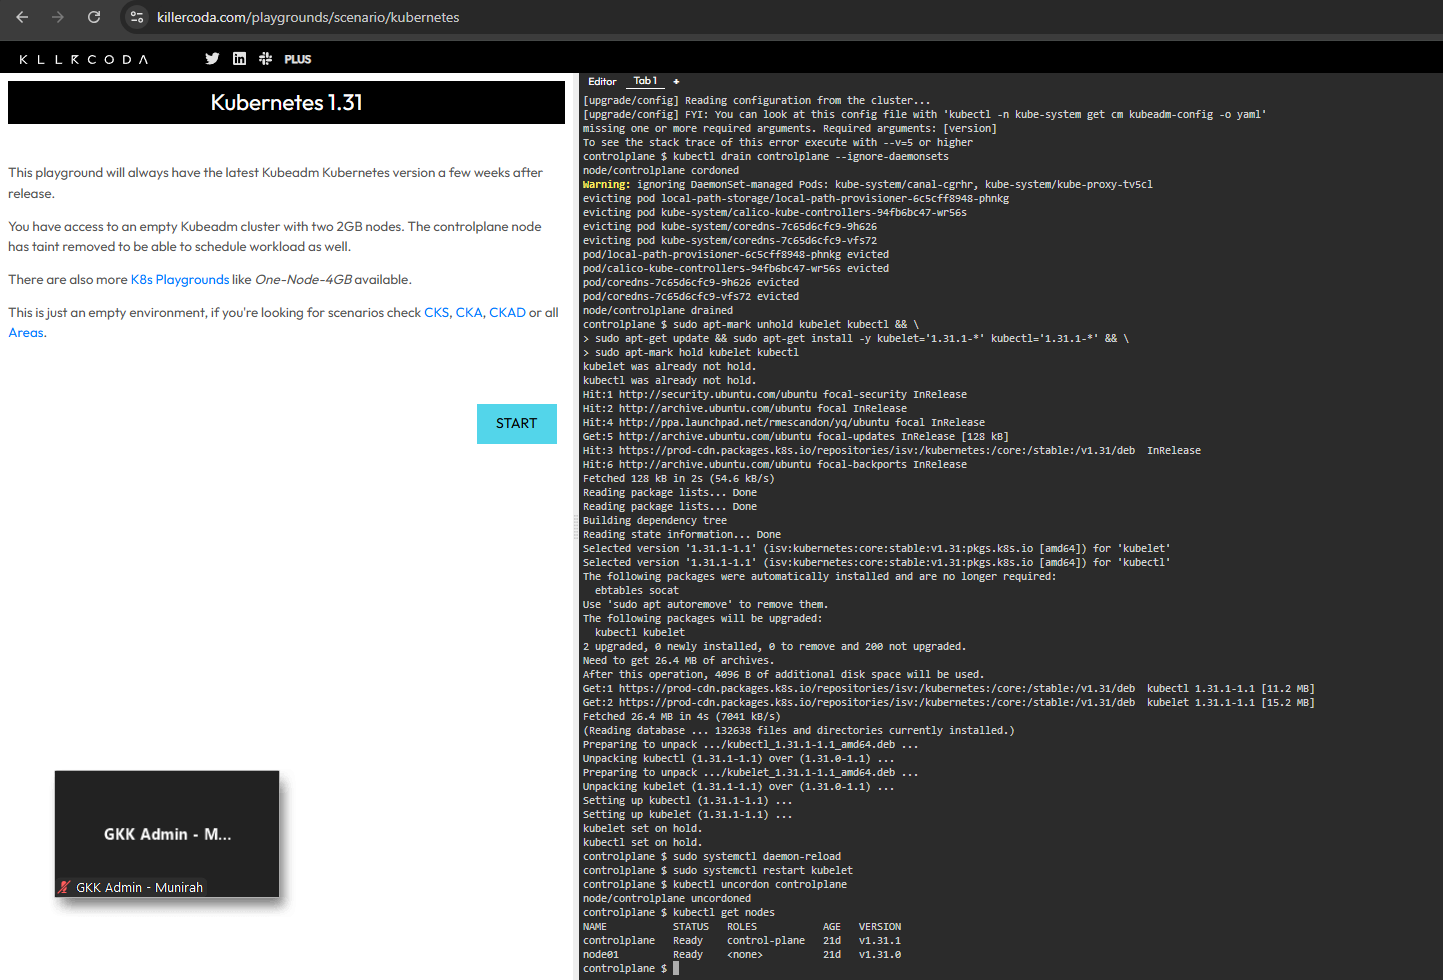 killercoda.com/playgrounds/scenario/kubernetes
KLLRCODA
PLUS
Kubernetes 1.31
This playground will always have the latest Kubeadm Kubernetes version a few weeks after
release.
You have access to an empty Kubeadm cluster with two 2GB nodes. The controlplane node
has taint removed to be able to schedule workload as well.
There are also more K8s Playgrounds like One-Node-4GB available.
This is just an empty environment, if you're looking for scenarios check CKS, CKA, CKAD or all
Areas.
START
GKK Admin - M...
GKK Admin - Munirah
Editor Tab 1 +
[upgrade/config] Reading configuration from the cluster...
[upgrade/config] FYI: You can look at this config file with 'kubectl -n kube-system get cm kubeadm-config -o yaml'
missing one or more required arguments. Required arguments: [version]
To see the stack trace of this error execute with --v=5 or higher
controlplane $ kubectl drain controlplane --ignore-daemonsets
node/controlplane cordoned
Warning: ignoring DaemonSet-managed Pods: kube-system/canal-cgrhr, kube-system/kube-proxy-tv5cl
evicting pod local-path-storage/local-path-provisioner-6c5cff8948-phnkg
evicting pod kube-system/calico-kube-controllers-94fb6bc47-wr56s
evicting pod kube-system/coredns-7c65d6cfc9-9h626
evicting pod kube-system/coredns-7c65d6cfc9-vfs72
pod/local-path-provisioner-6c5cff8948-phnkg evicted
pod/calico-kube-controllers-94fb6bc47-wr56s evicted
pod/coredns-7c65d6cfc9-9h626 evicted
pod/coredns-7c65d6cfc9-vfs72 evicted
node/controlplane drained
controlplane $ sudo apt-mark unhold kubelet kubectl && \
> sudo apt-get update && sudo apt-get install -y kubelet='1.31.1-*' kubectl='1.31.1-*' && \
> sudo apt-mark hold kubelet kubectl
kubelet was already not hold.
kubectl was already not hold.
Hit:1 http://security.ubuntu.com/ubuntu focal-security InRelease
Hit:2 http://archive.ubuntu.com/ubuntu focal InRelease
Hit:4 http://ppa.launchpad.net/rmescandon/yq/ubuntu focal InRelease
Get:5 http://archive.ubuntu.com/ubuntu focal-updates InRelease [128 kB]
Hit:3 https://prod-cdn.packages.k8s.io/repositories/isv:/kubernetes:/core:/stable:/v1.31/deb  InRelease
Hit:6 http://archive.ubuntu.com/ubuntu focal-backports InRelease
Fetched 128 kB in 2s (54.6 kB/s)
Reading package lists... Done
Reading package lists... Done
Building dependency tree
Reading state information... Done
Selected version '1.31.1-1.1' (isv:kubernetes:core:stable:v1.31:pkgs.k8s.io [amd64]) for 'kubelet'
Selected version '1.31.1-1.1' (isv:kubernetes:core:stable:v1.31:pkgs.k8s.io [amd64]) for 'kubectl'
The following packages were automatically installed and are no longer required:
  ebtables socat
Use 'sudo apt autoremove' to remove them.
The following packages will be upgraded:
  kubectl kubelet
2 upgraded, 0 newly installed, 0 to remove and 200 not upgraded.
Need to get 26.4 MB of archives.
After this operation, 4096 B of additional disk space will be used.
Get:1 https://prod-cdn.packages.k8s.io/repositories/isv:/kubernetes:/core:/stable:/v1.31/deb  kubectl 1.31.1-1.1 [11.2 MB]
Get:2 https://prod-cdn.packages.k8s.io/repositories/isv:/kubernetes:/core:/stable:/v1.31/deb  kubelet 1.31.1-1.1 [15.2 MB]
Fetched 26.4 MB in 4s (7041 kB/s)
(Reading database ... 132638 files and directories currently installed.)
Preparing to unpack .../kubectl_1.31.1-1.1_amd64.deb ...
Unpacking kubectl (1.31.1-1.1) over (1.31.0-1.1) ...
Preparing to unpack .../kubelet_1.31.1-1.1_amd64.deb ...
Unpacking kubelet (1.31.1-1.1) over (1.31.0-1.1) ...
Setting up kubectl (1.31.1-1.1) ...
Setting up kubelet (1.31.1-1.1) ...
kubelet set on hold.
kubectl set on hold.
controlplane $ sudo systemctl daemon-reload
controlplane $ sudo systemctl restart kubelet
controlplane $ kubectl uncordon controlplane
node/controlplane uncordoned
controlplane $ kubectl get nodes
NAME           STATUS   ROLES           AGE   VERSION
controlplane   Ready    control-plane   21d   v1.31.1
node01         Ready    <none>          21d   v1.31.0
controlplane $